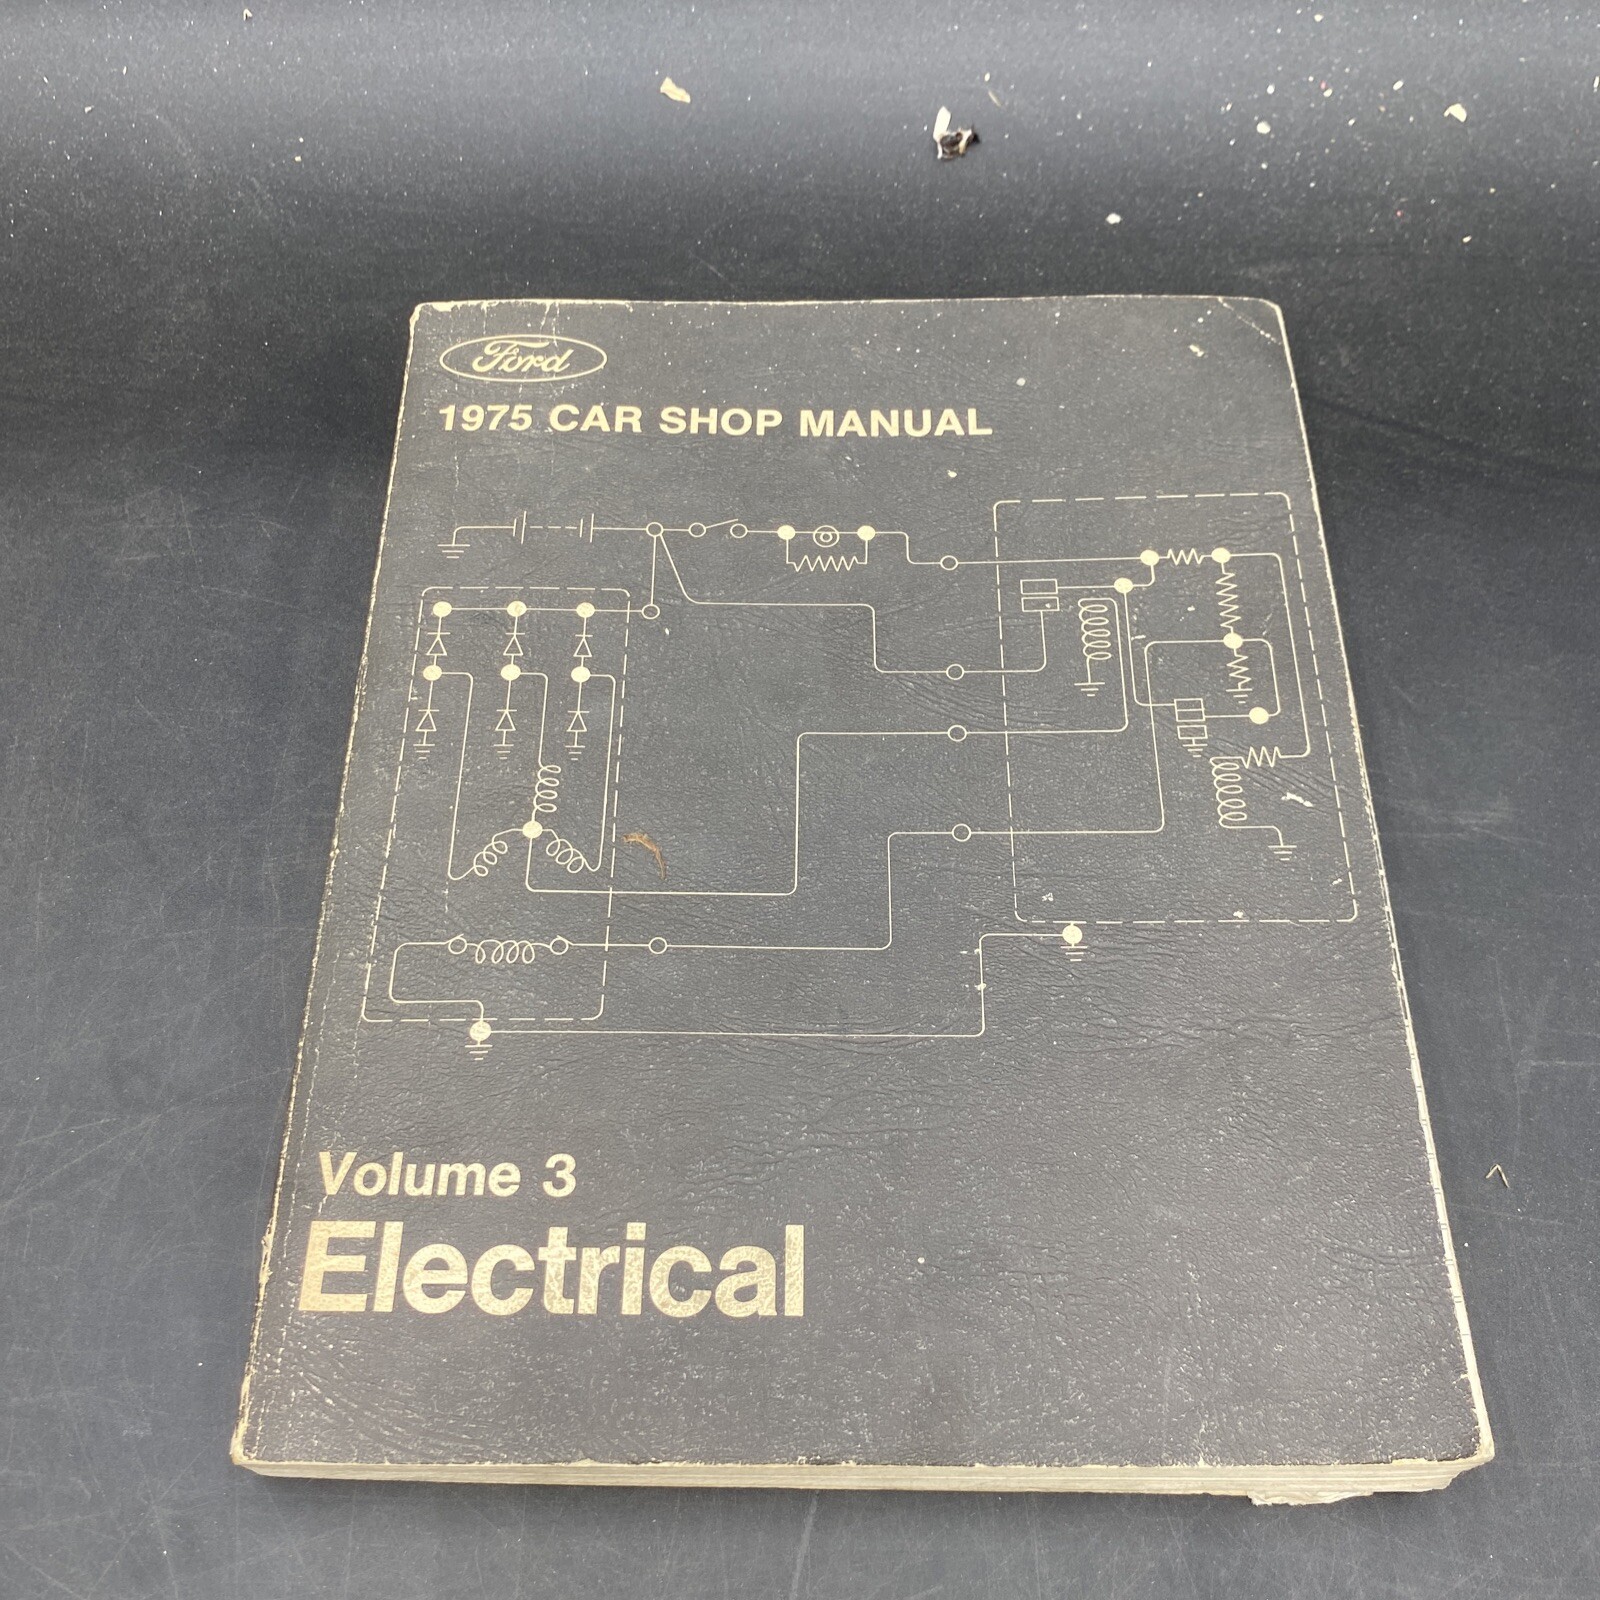 Ford
1975 CAR SHOP MANUAL
Volume 3
Electrical